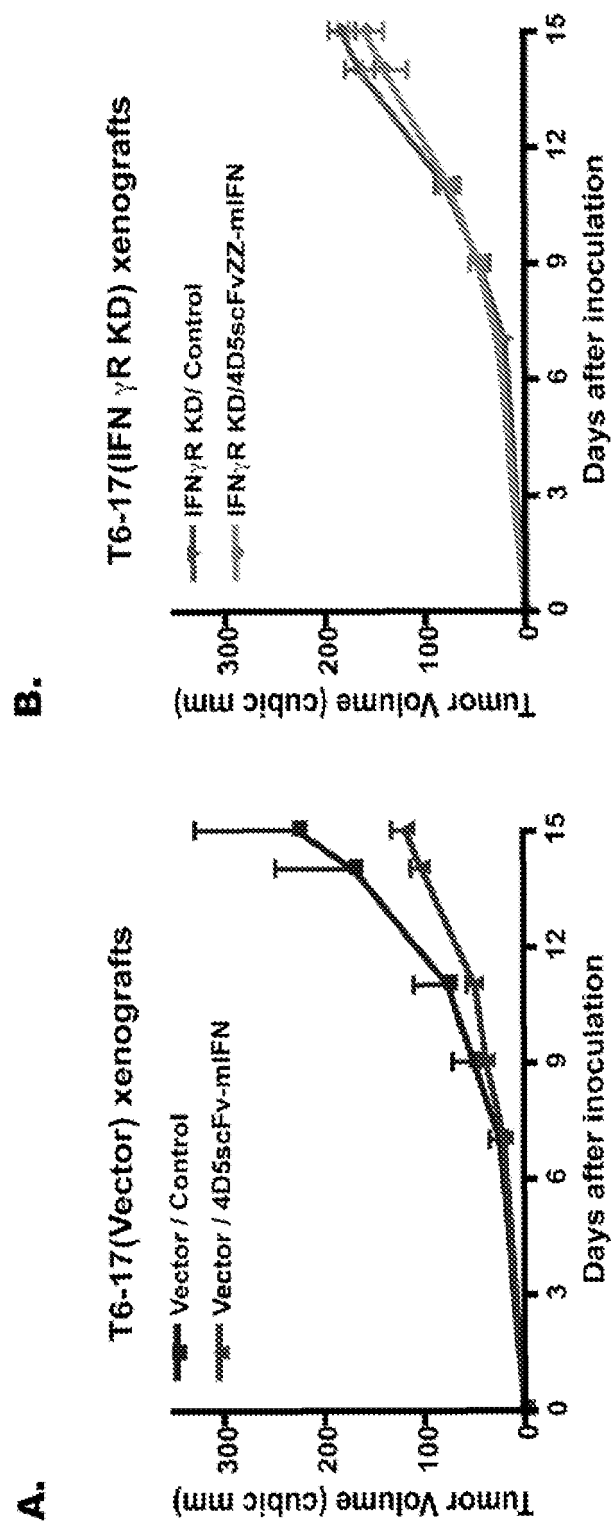 A.
T6-17(Vector) xenografts
Vector / Control
Vector / 4D5scFv-mIFN
Tumor Volume (cubic mm)
300
200
100
0
0 3 6 9 12 15
Days after inoculation
B.
T6-17(IFN γR KD) xenografts
IFNγR KD/ Control
IFNγR KD/4D5scFvZZ-mIFN
Tumor Volume (cubic mm)
300
200
100
0
0 3 6 9 12 15
Days after inoculation